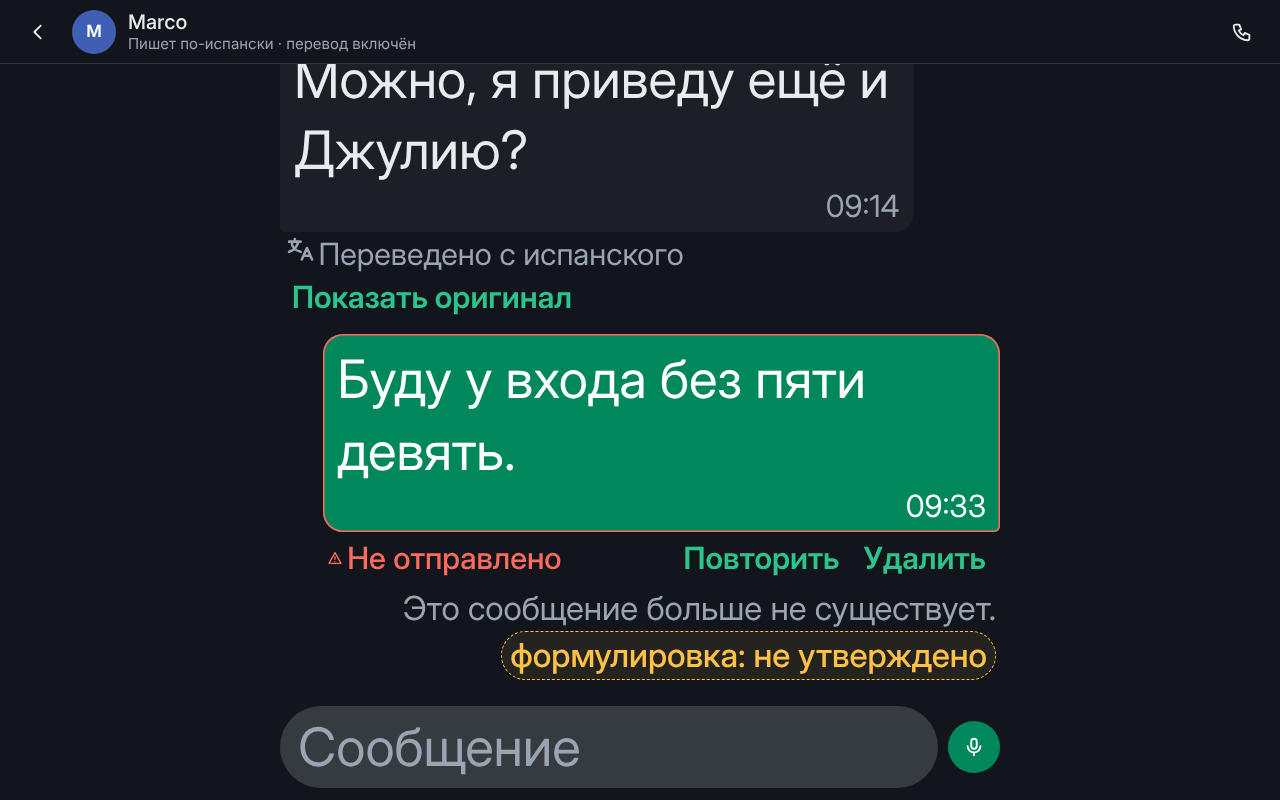 M
Marco
Пишет по-испански · перевод включён
Можно, я приведу ещё и
Джулию?
09:14
Переведено с испанского
Показать оригинал
Буду у входа без пяти
девять.
09:33
Не отправлено
Повторить
Удалить
Это сообщение больше не существует.
формулировка: не утверждено
Сообщение